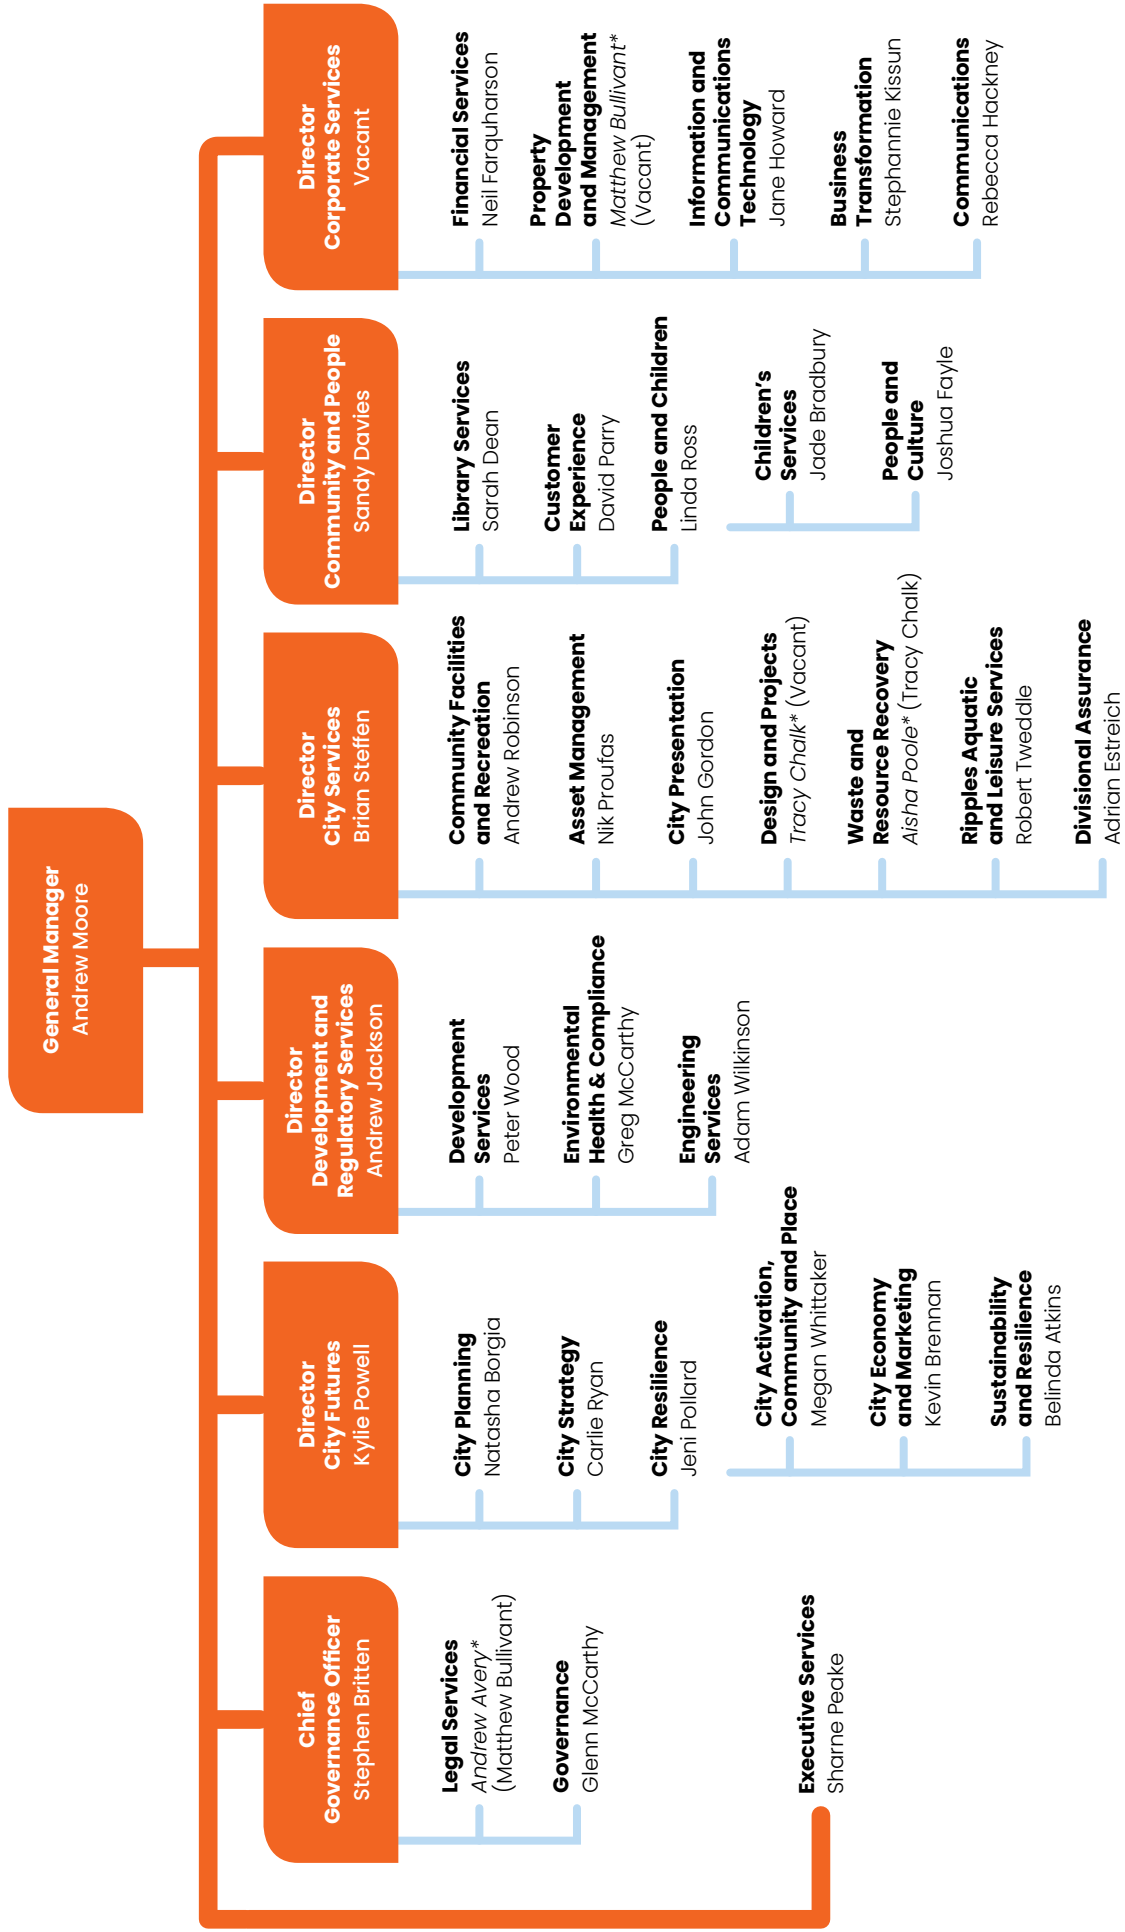 General Manager
Andrew Moore
Chief
Governance Officer
Stephen Britten
Legal Services
Andrew Avery*
(Matthew Bullivant)
Governance
Glenn McCarthy
Executive Services
Sharne Peake
Director
City Futures
Kylie Powell
City Planning
Natasha Borgia
City Strategy
Carlie Ryan
City Resilience
Jeni Pollard
City Activation,
Community and Place
Megan Whittaker
City Economy
and Marketing
Kevin Brennan
Sustainability
and Resilience
Belinda Atkins
Director
Development and
Regulatory Services
Andrew Jackson
Development
Services
Peter Wood
Environmental
Health & Compliance
Greg McCarthy
Engineering
Services
Adam Wilkinson
Director
City Services
Brian Steffen
Community Facilities
and Recreation
Andrew Robinson
Asset Management
Nik Proufas
City Presentation
John Gordon
Design and Projects
Tracy Chalk* (Vacant)
Waste and
Resource Recovery
Aisha Poole* (Tracy Chalk)
Ripples Aquatic
and Leisure Services
Robert Tweddle
Divisional Assurance
Adrian Estreich
Director
Community and People
Sandy Davies
Library Services
Sarah Dean
Customer
Experience
David Parry
People and Children
Linda Ross
Children's
Services
Jade Bradbury
People and
Culture
Joshua Fayle
Director
Corporate Services
Vacant
Financial Services
Neil Farquharson
Property
Development
and Management
Matthew Bullivant*
(Vacant)
Information and
Communications
Technology
Jane Howard
Business
Transformation
Stephannie Kissun
Communications
Rebecca Hackney